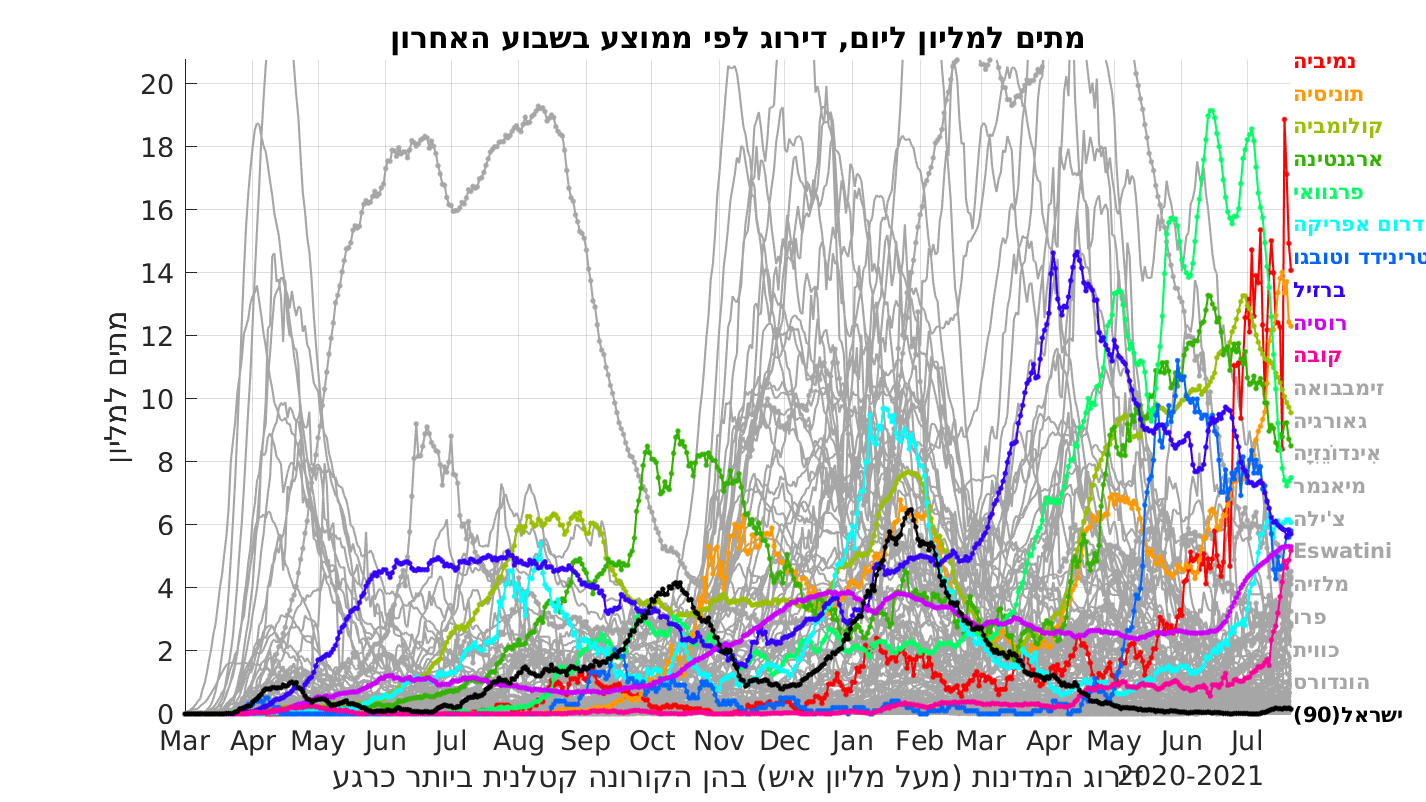 מתים למליון ליום, דירוג לפי ממוצע בשבוע האחרון
מתים למליון
20
18
16
14
12
10
8
6
4
2
0
Mar Apr May Jun Jul Aug Sep Oct Nov Dec Jan Feb Mar Apr May Jun Jul
דירוג המדינות (מעל מליון איש) בהן הקורונה קטלנית ביותר כרגע
2020-2021
נמיביה
תוניסיה
קולומביה
ארגנטינה
פרגוואי
דרום אפריקה
טרינידד וטובגו
ברזיל
רוסיה
קובה
זימבבואה
גאורגיה
אִינדוֹנֵזְיָה
מיאנמר
צ'ילה
Eswatini
מלזיה
פרו
כווית
הונדורס
ישראל(90)